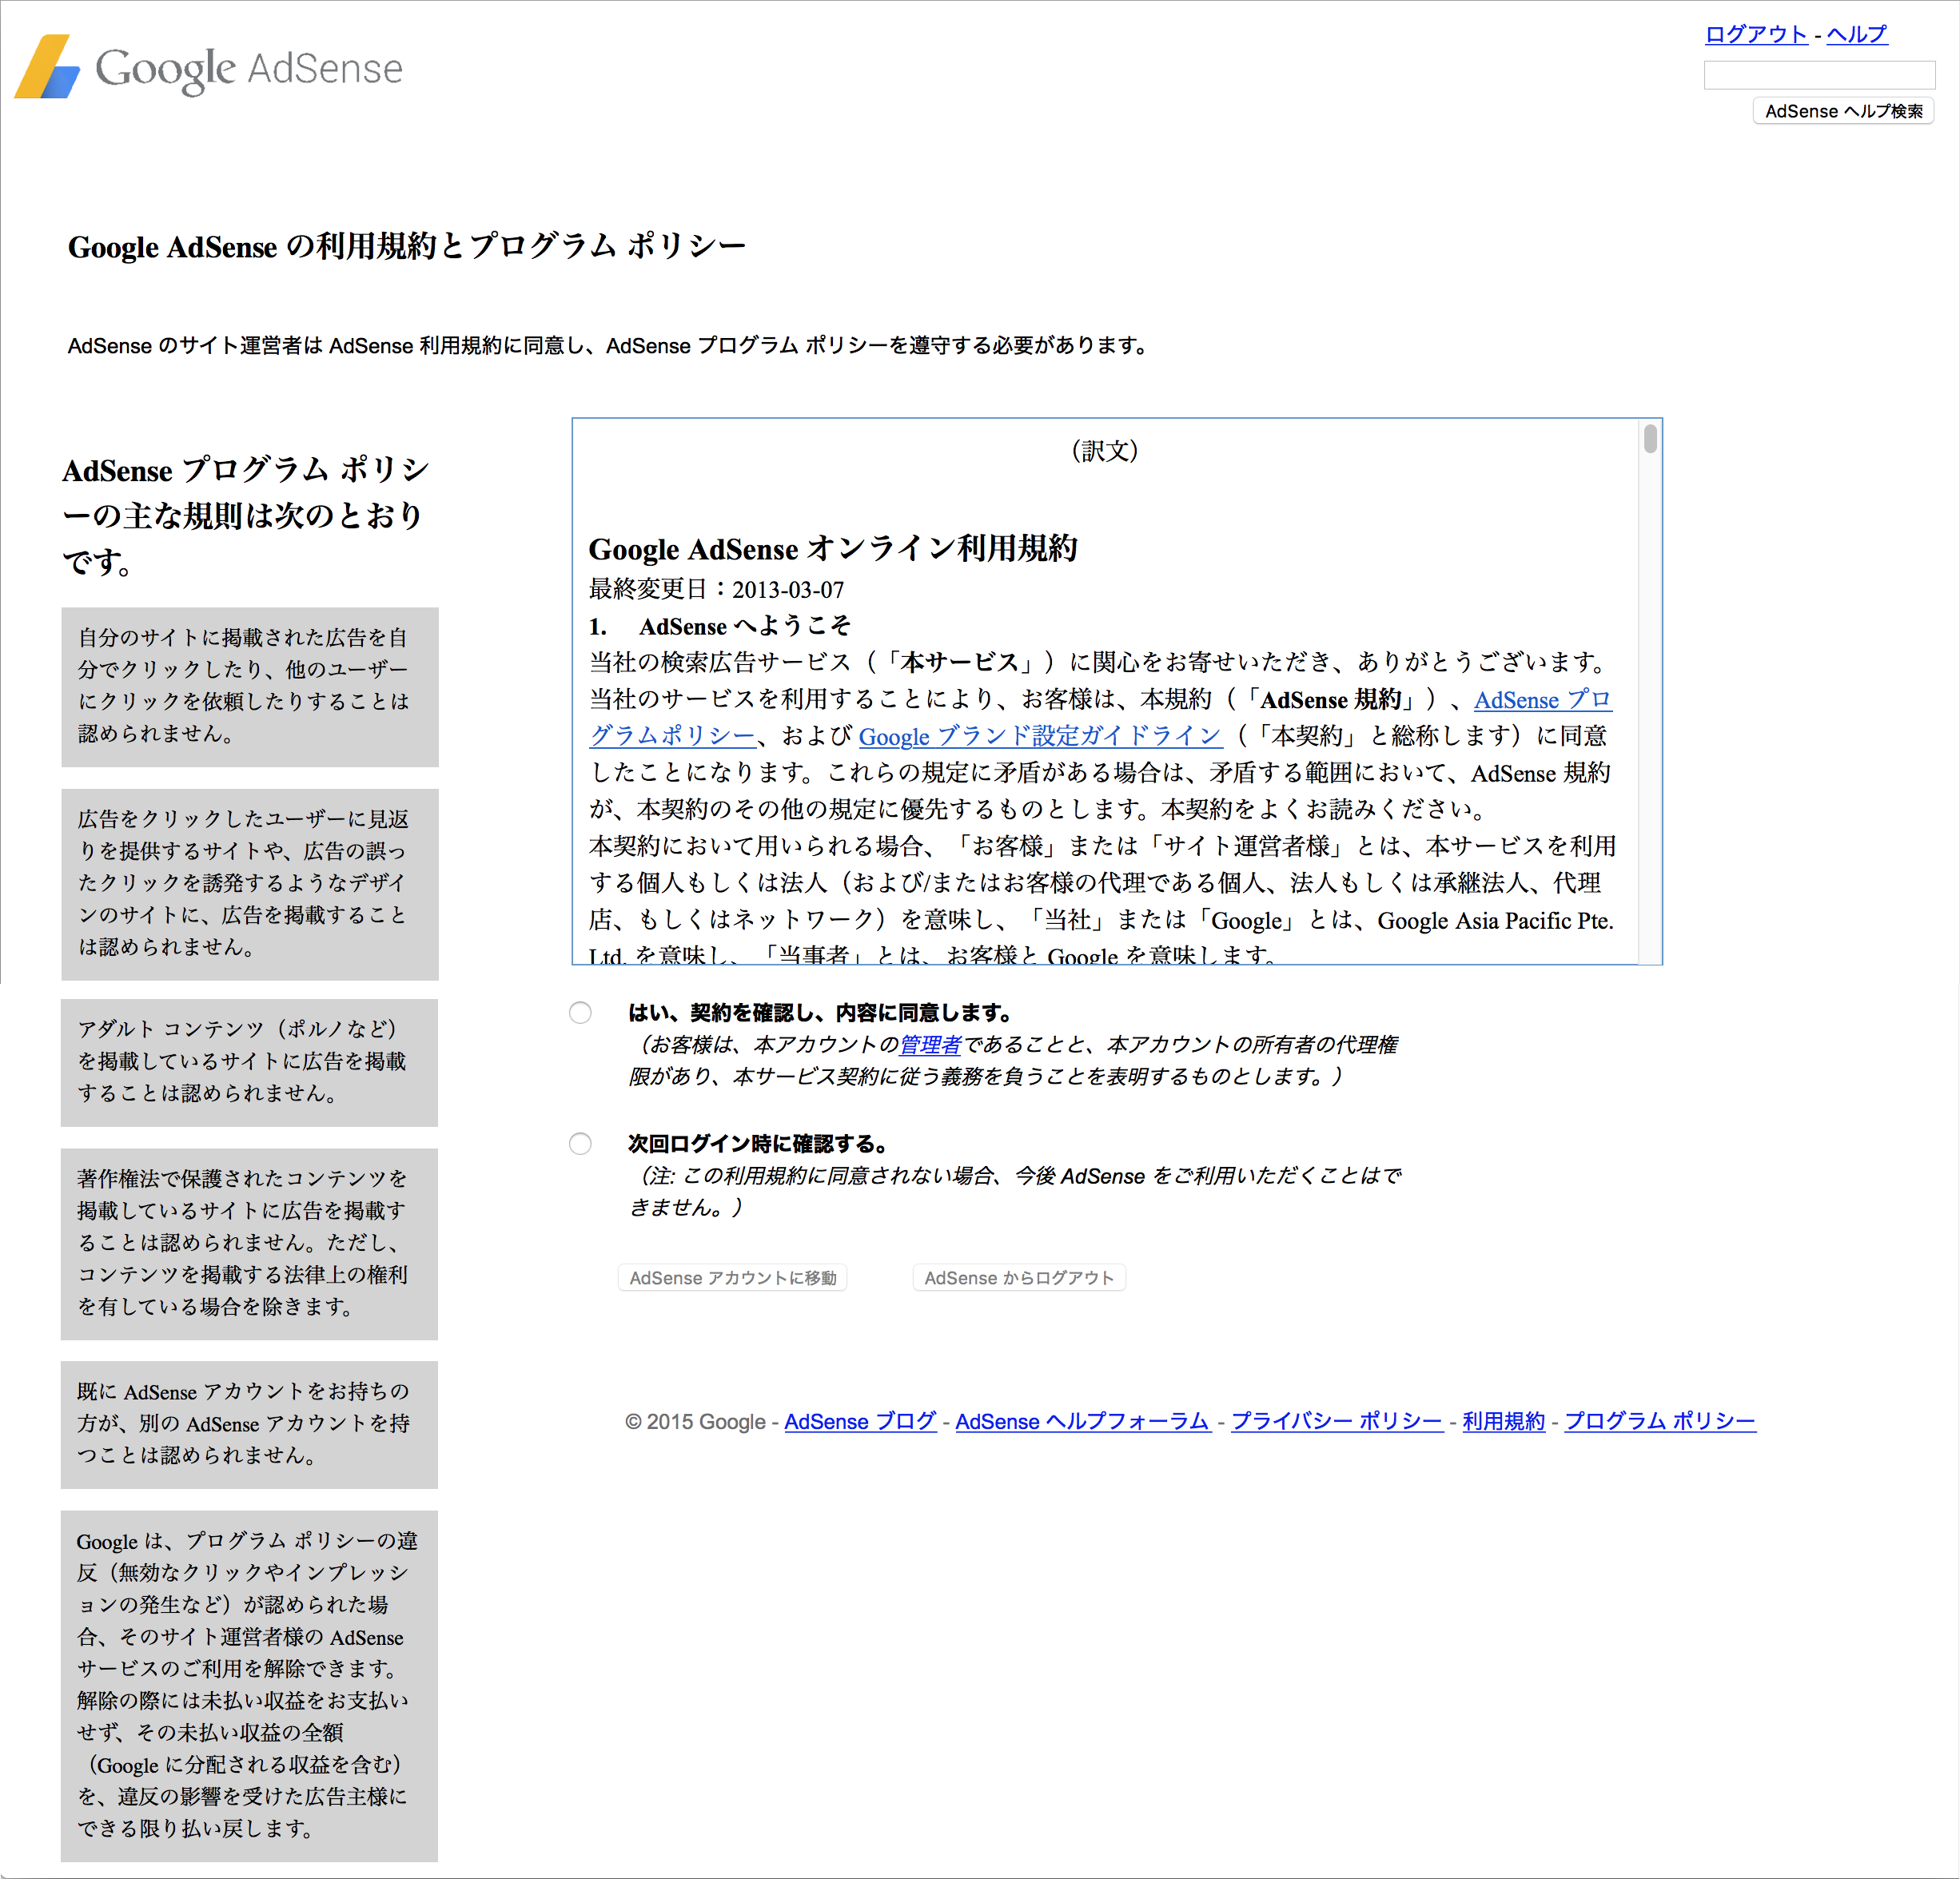 Google AdSense
ログアウト - ヘルプ
AdSense ヘルプ検索
Google AdSense の利用規約とプログラム ポリシー
AdSense のサイト運営者は AdSense 利用規約に同意し、AdSense プログラム ポリシーを遵守する必要があります。
AdSense プログラム ポリシ
ーの主な規則は次のとおり
です。
自分のサイトに掲載された広告を自
分でクリックしたり、他のユーザー
にクリックを依頼したりすることは
認められません。
広告をクリックしたユーザーに見返
りを提供するサイトや、広告の誤っ
たクリックを誘発するようなデザイ
ンのサイトに、広告を掲載すること
は認められません。
アダルト コンテンツ（ポルノなど）
を掲載しているサイトに広告を掲載
することは認められません。
著作権法で保護されたコンテンツを
掲載しているサイトに広告を掲載す
ることは認められません。ただし、
コンテンツを掲載する法律上の権利
を有している場合を除きます。
既に AdSense アカウントをお持ちの
方が、別の AdSense アカウントを持
つことは認められません。
Google は、プログラム ポリシーの違
反（無効なクリックやインプレッシ
ョンの発生など）が認められた場
合、そのサイト運営者様の AdSense
サービスのご利用を解除できます。
解除の際には未払い収益をお支払い
せず、その未払い収益の全額
（Google に分配される収益を含む）
を、違反の影響を受けた広告主様に
できる限り払い戻します。
（訳文）
Google AdSense オンライン利用規約
最終変更日：2013-03-07
1. AdSense へようこそ
当社の検索広告サービス（「本サービス」）に関心をお寄せいただき、ありがとうございます。
当社のサービスを利用することにより、お客様は、本規約（「AdSense 規約」）、AdSense プロ
グラムポリシー、および Google ブランド設定ガイドライン（「本契約」と総称します）に同意
したことになります。これらの規定に矛盾がある場合は、矛盾する範囲において、AdSense 規約
が、本契約のその他の規定に優先するものとします。本契約をよくお読みください。
本契約において用いられる場合、「お客様」または「サイト運営者様」とは、本サービスを利用
する個人もしくは法人（および/またはお客様の代理である個人、法人もしくは承継法人、代理
店、もしくはネットワーク）を意味し、「当社」または「Google」とは、Google Asia Pacific Pte.
Ltd. を意味し、「当事者」とは、お客様と Google を意味します。
はい、契約を確認し、内容に同意します。
（お客様は、本アカウントの管理者であることと、本アカウントの所有者の代理権
限があり、本サービス契約に従う義務を負うことを表明するものとします。）
次回ログイン時に確認する。
（注: この利用規約に同意されない場合、今後 AdSense をご利用いただくことはで
きません。）
AdSense アカウントに移動 AdSense からログアウト
© 2015 Google - AdSense ブログ - AdSense ヘルプフォーラム - プライバシー ポリシー - 利用規約 - プログラム ポリシー